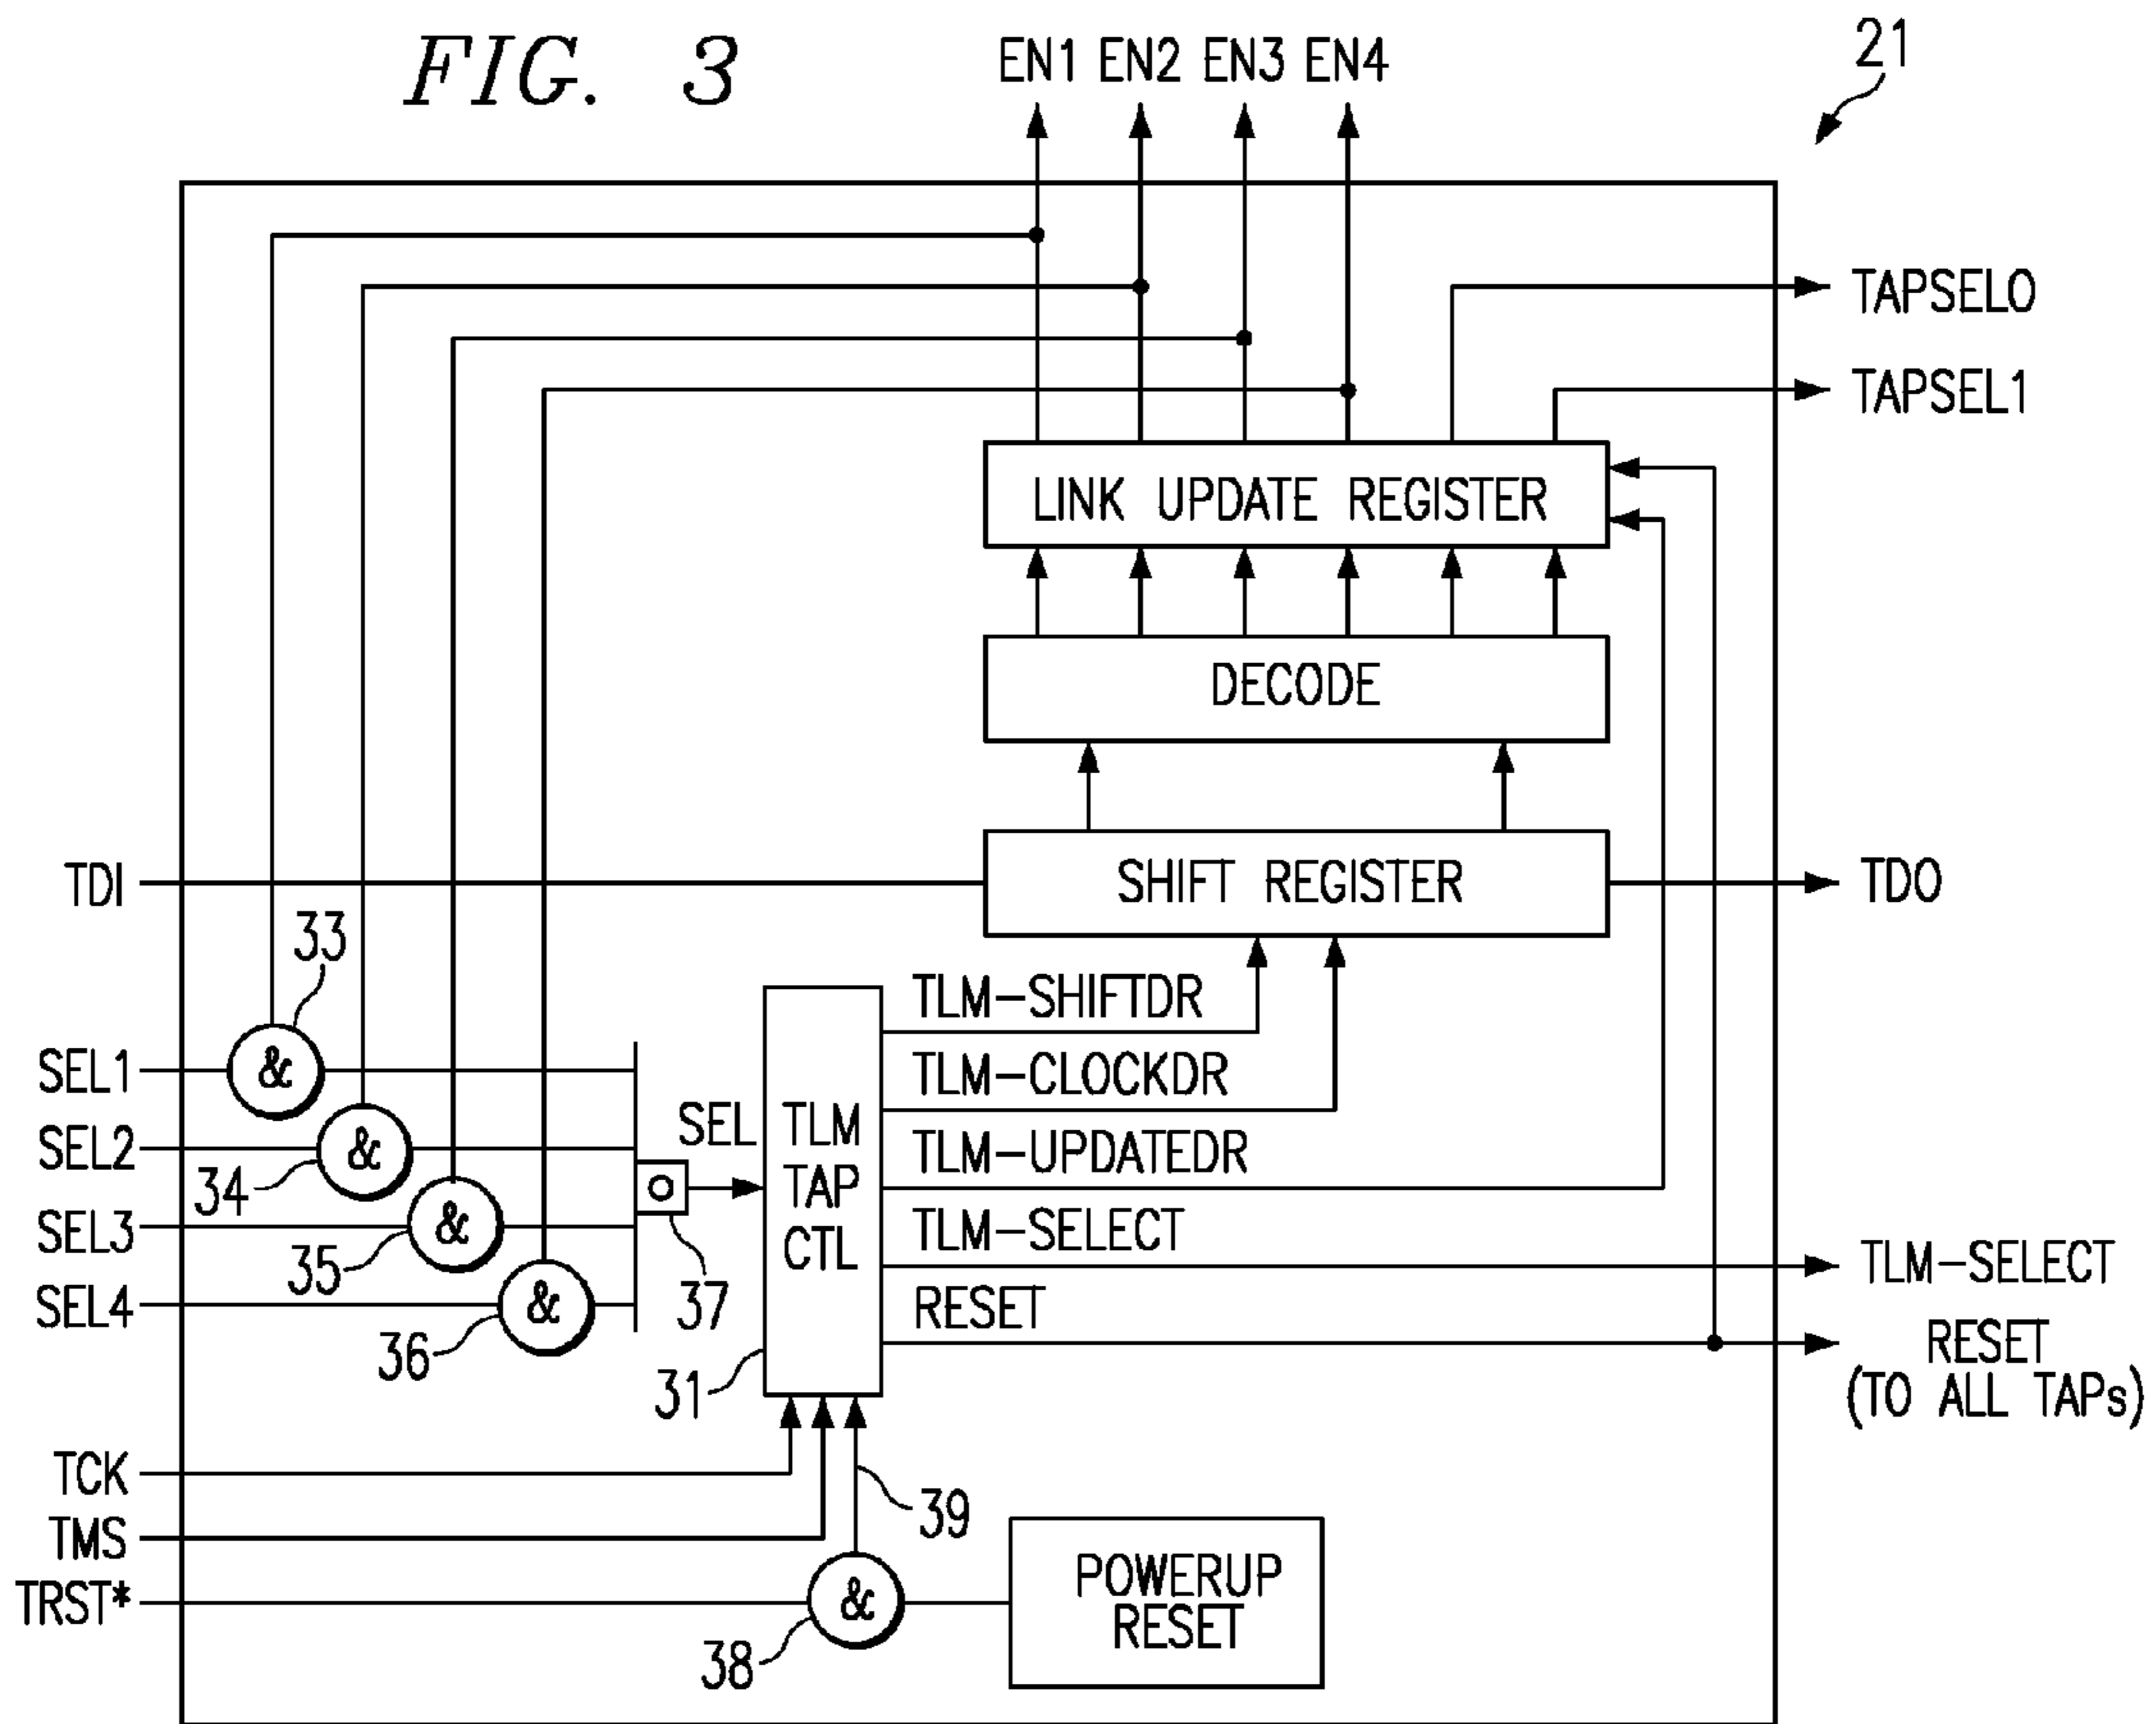 FIG. 3
EN1 EN2 EN3 EN4
21
TAPSEL0
TAPSEL1
LINK UPDATE REGISTER
DECODE
TDI
SHIFT REGISTER
TDO
33
TLM-SHIFTDR
SEL1
&
TLM-CLOCKDR
SEL
TLM
TAP
CTL
SEL2
&
34
TLM-UPDATEDR
O
SEL3
&
35
TLM-SELECT
TLM-SELECT
SEL4
&
36
37
RESET
31
RESET
(TO ALL TAPs)
TCK
39
TMS
TRST*
&
38
POWERUP
RESET